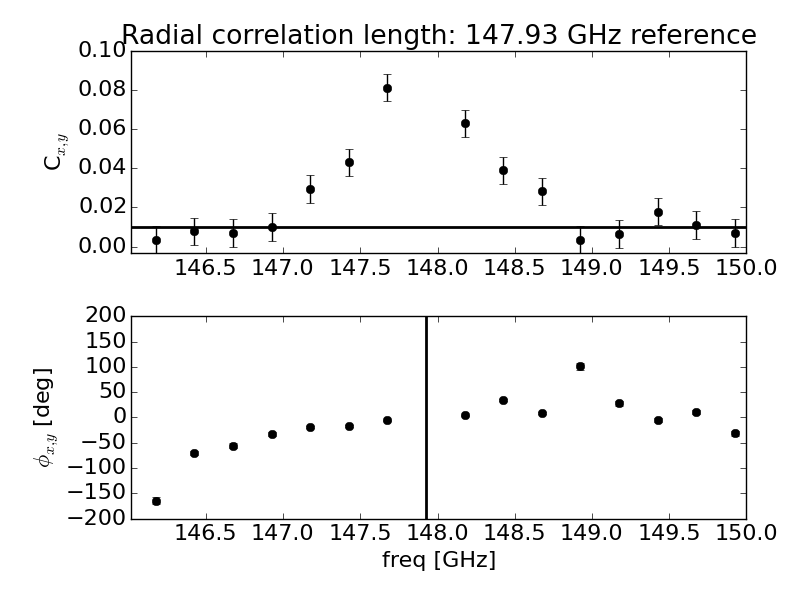 Radial correlation length: 147.93 GHz reference
C_{x,y}
0.10
0.08
0.06
0.04
0.02
0.00
146.5 147.0 147.5 148.0 148.5 149.0 149.5 150.0
ϕ_{x,y} [deg]
200
150
100
50
0
−50
−100
−150
−200
146.5 147.0 147.5 148.0 148.5 149.0 149.5 150.0
freq [GHz]